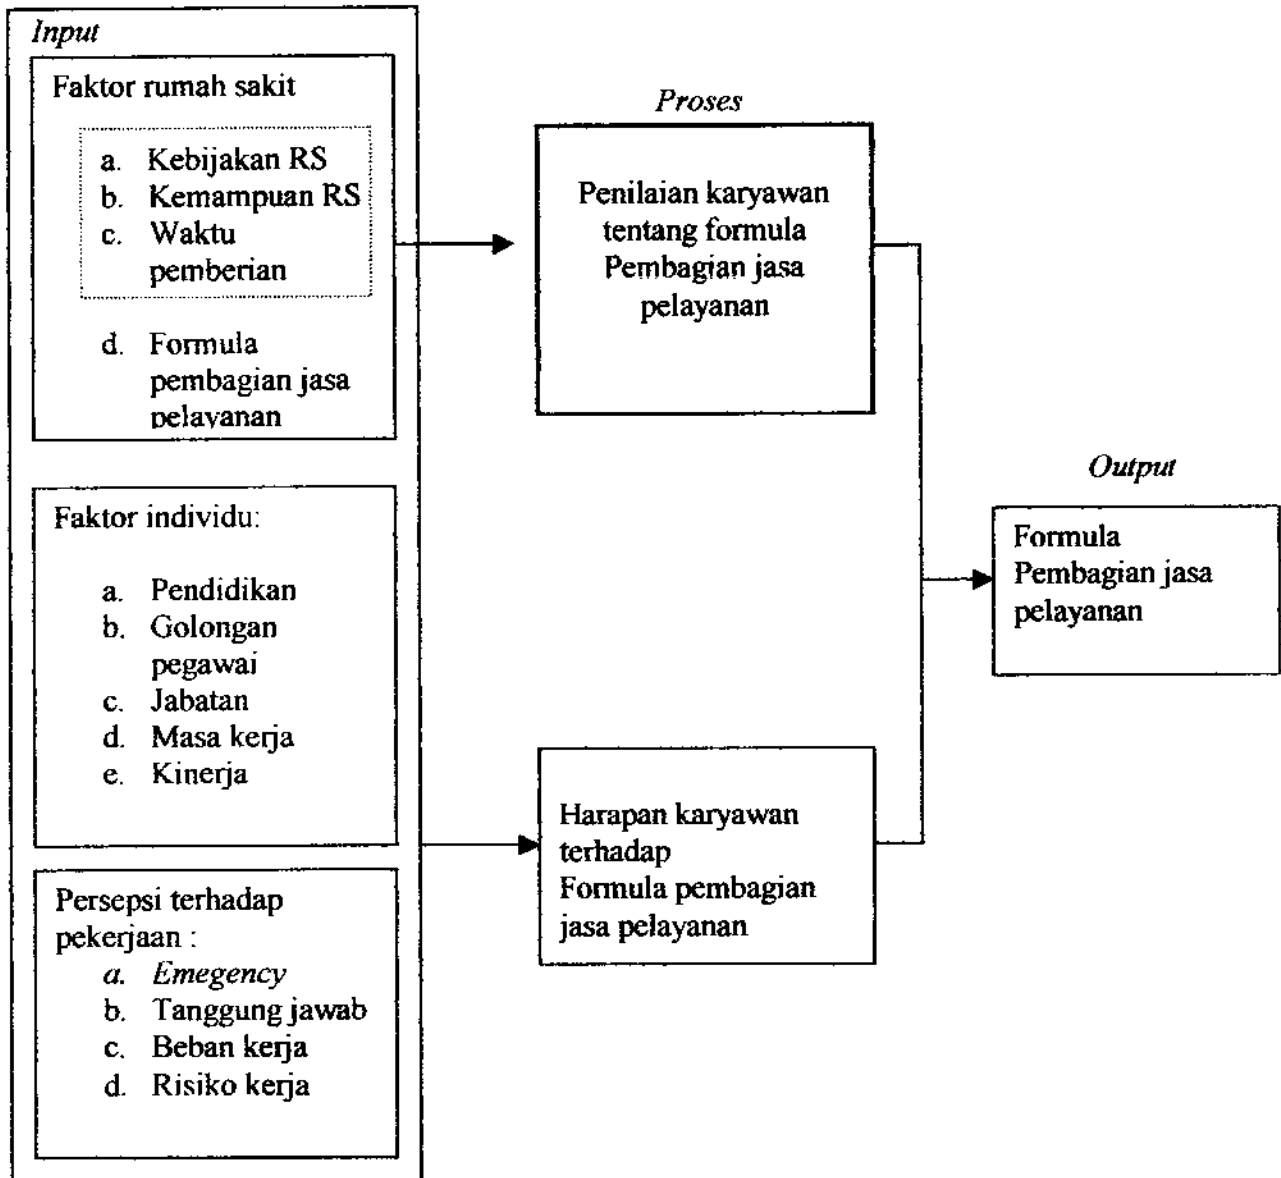 Input
Faktor rumah sakit
a. Kebijakan RS
b. Kemampuan RS
c. Waktu
pemberian
d. Formula
pembagian jasa
pelayanan
Faktor individu:
a. Pendidikan
b. Golongan
pegawai
c. Jabatan
d. Masa kerja
e. Kinerja
Persepsi terhadap
pekerjaan :
a. Emegency
b. Tanggung jawab
c. Beban kerja
d. Risiko kerja
Proses
Penilaian karyawan
tentang formula
Pembagian jasa
pelayanan
Harapan karyawan
terhadap
Formula pembagian
jasa pelayanan
Output
Formula
Pembagian jasa
pelayanan